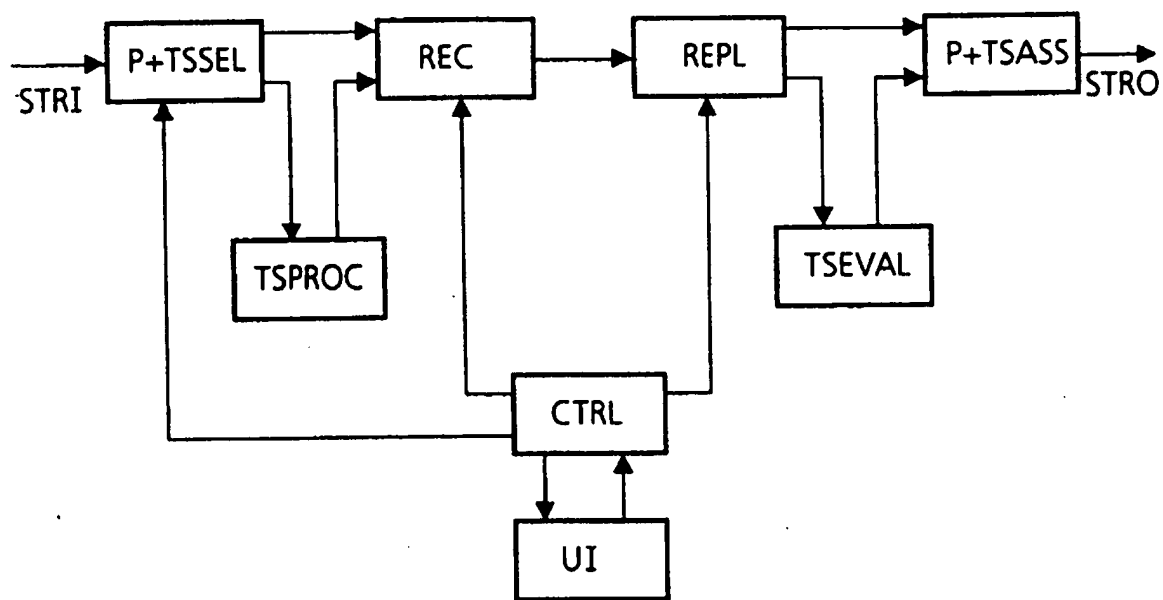 P+TSSEL
REC
REPL
P+TSASS
STRI
STRO
TSPROC
TSEVAL
CTRL
UI